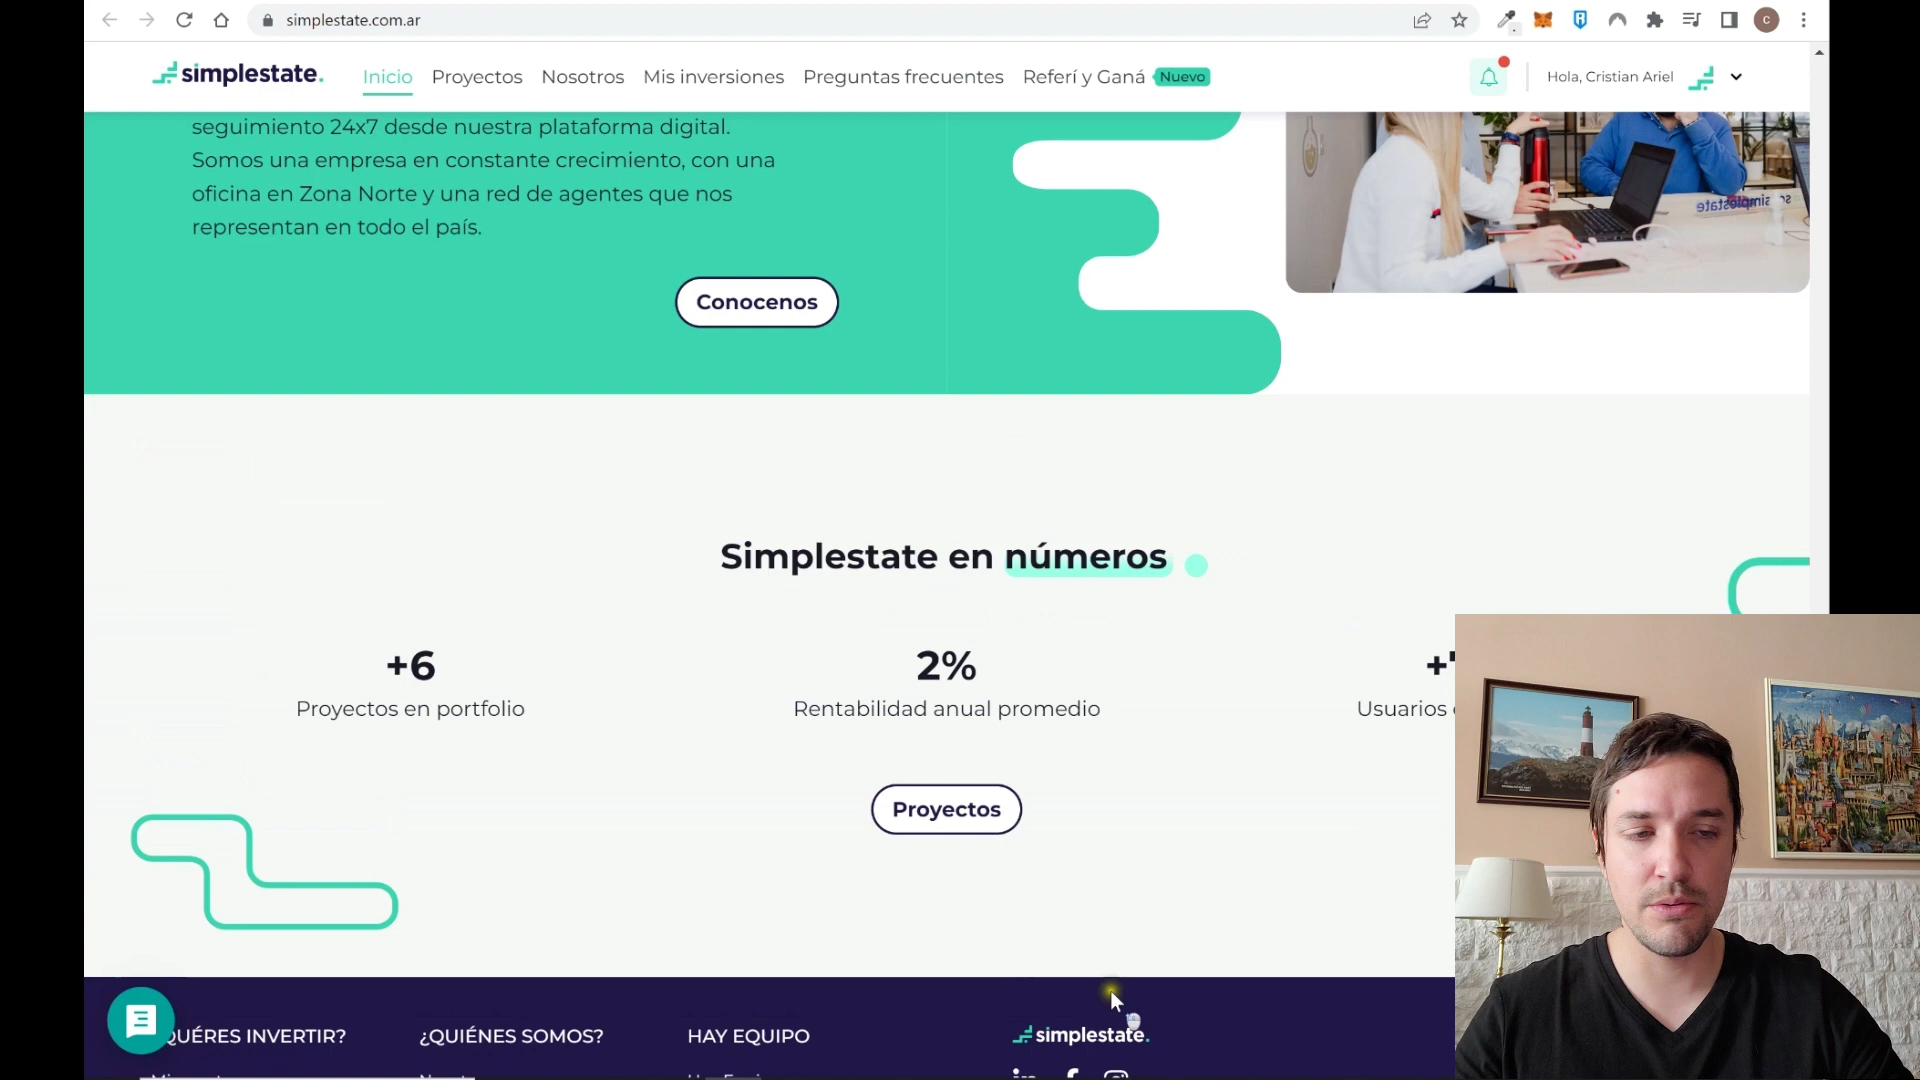 simplestate.com.ar
C
simplestate.
Inicio
Proyectos
Nosotros
Mis inversiones
Preguntas frecuentes
Referí y Ganá
Nuevo
Hola, Cristian Ariel
seguimiento 24x7 desde nuestra plataforma digital.
Somos una empresa en constante crecimiento, con una
oficina en Zona Norte y una red de agentes que nos
representan en todo el país.
Conocenos
Simplestate en números
+6
Proyectos en portfolio
2%
Rentabilidad anual promedio
Usuarios
Proyectos
QUÉRES INVERTIR?
¿QUIÉNES SOMOS?
HAY EQUIPO
simplestate.